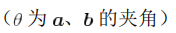 （θ 为 a、b 的夹角）